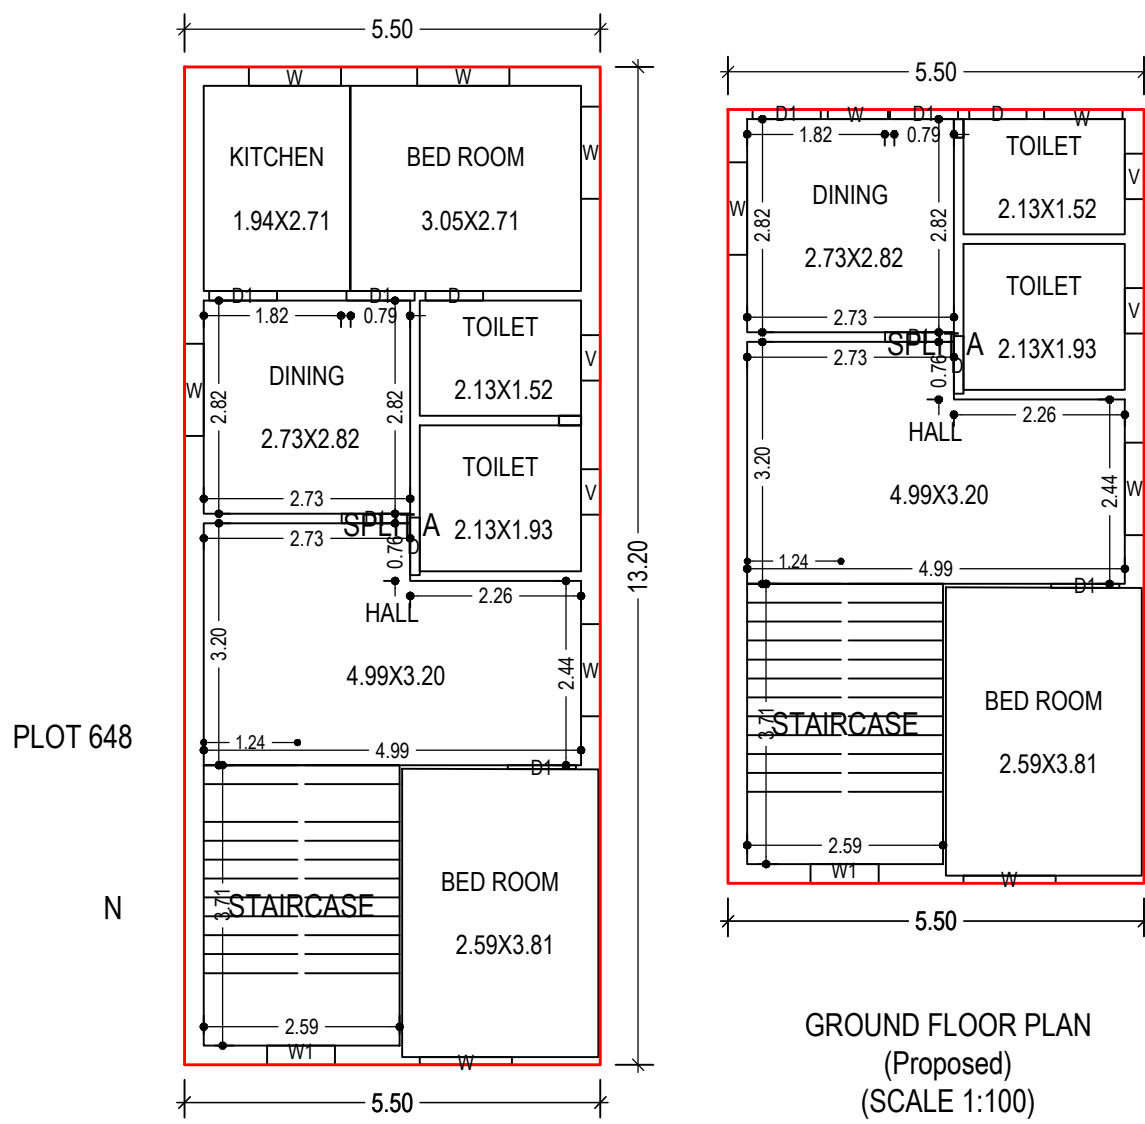 5.50
W
W
KITCHEN
BED ROOM
W
1.94X2.71
3.05X2.71
D1
D1
D
1.82
0.79
TOILET
V
W
DINING
2.82
2.82
2.13X1.52
2.73X2.82
TOILET
V
2.73
SPLIT A
2.13X1.93
2.73
0.76
D
13.20
2.26
HALL
3.20
4.99X3.20
2.44
W
PLOT 648
1.24
4.99
D1
BED ROOM
N
3.71
STAIRCASE
2.59X3.81
2.59
W1
W
5.50
5.50
D1
W
D1
D
W
1.82
0.79
TOILET
V
DINING
W
2.82
2.82
2.13X1.52
2.73X2.82
TOILET
V
2.73
D1
SPLIT A
2.13X1.93
2.73
0.76
D
2.26
HALL
3.20
4.99X3.20
2.44
W
1.24
4.99
D1
BED ROOM
3.71
STAIRCASE
2.59X3.81
2.59
W1
W
5.50
GROUND FLOOR PLAN
(Proposed)
(SCALE 1:100)